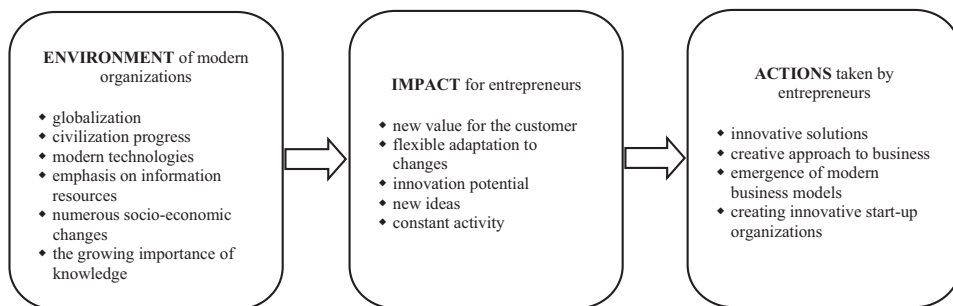 ENVIRONMENT of modern
organizations
◆ globalization
◆ civilization progress
◆ modern technologies
◆ emphasis on information
resources
◆ numerous socio-economic
changes
◆ the growing importance of
knowledge
IMPACT for entrepreneurs
◆ new value for the customer
◆ flexible adaptation to
changes
◆ innovation potential
◆ new ideas
◆ constant activity
ACTIONS taken by
entrepreneurs
◆ innovative solutions
◆ creative approach to business
◆ emergence of modern
business models
◆ creating innovative start-up
organizations